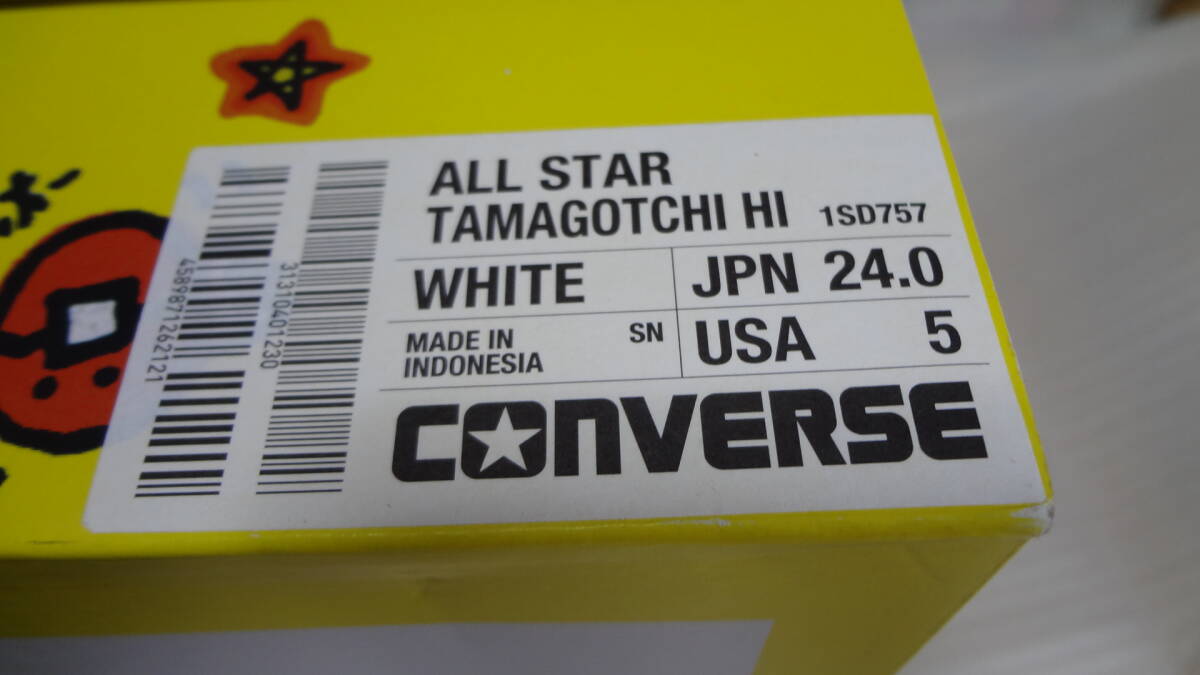 ALL STAR
TAMAGOTCHI HI 1SD757
WHITE JPN 24.0
MADE IN INDONESIA SN USA 5
CONVERSE
4589871262121
31310401230